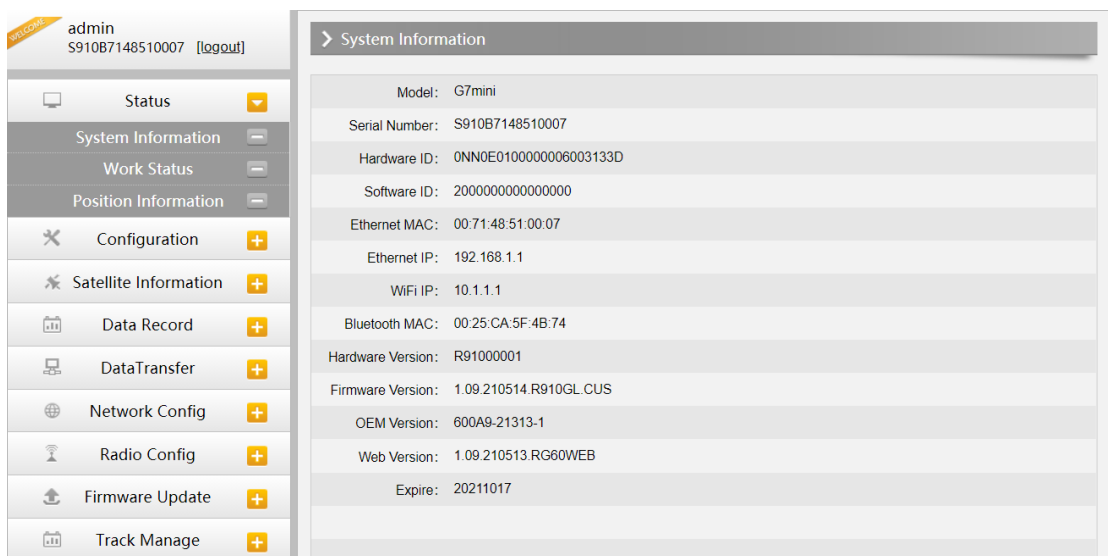 WELCOME
admin
S910B7148510007 [logout]
Status
System Information
Work Status
Position Information
Configuration
Satellite Information
Data Record
DataTransfer
Network Config
Radio Config
Firmware Update
Track Manage
System Information
Model: G7mini
Serial Number: S910B7148510007
Hardware ID: 0NN0E0100000006003133D
Software ID: 2000000000000000
Ethernet MAC: 00:71:48:51:00:07
Ethernet IP: 192.168.1.1
WiFi IP: 10.1.1.1
Bluetooth MAC: 00:25:CA:5F:4B:74
Hardware Version: R91000001
Firmware Version: 1.09.210514.R910GL.CUS
OEM Version: 600A9-21313-1
Web Version: 1.09.210513.RG60WEB
Expire: 20211017